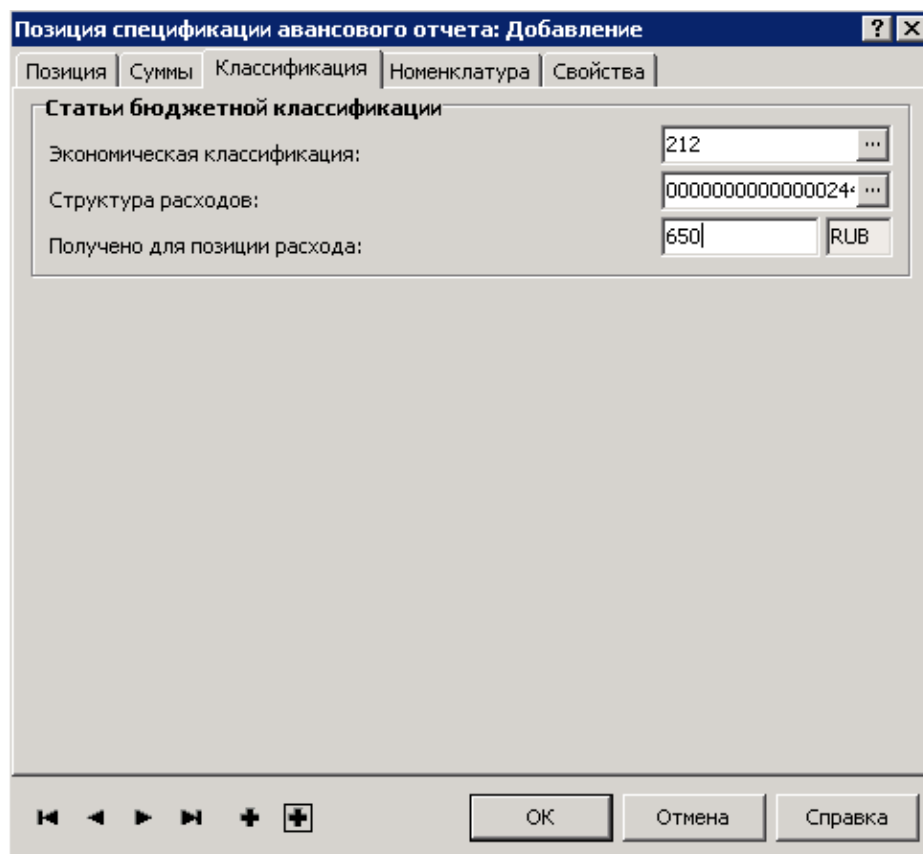 Позиция спецификации авансового отчета: Добавление
Позиция Суммы Классификация Номенклатура Свойства
Статьи бюджетной классификации
Экономическая классификация: 212 ...
Структура расходов: 00000000000000244 ...
Получено для позиции расхода: 650 RUB
ОК Отмена Справка